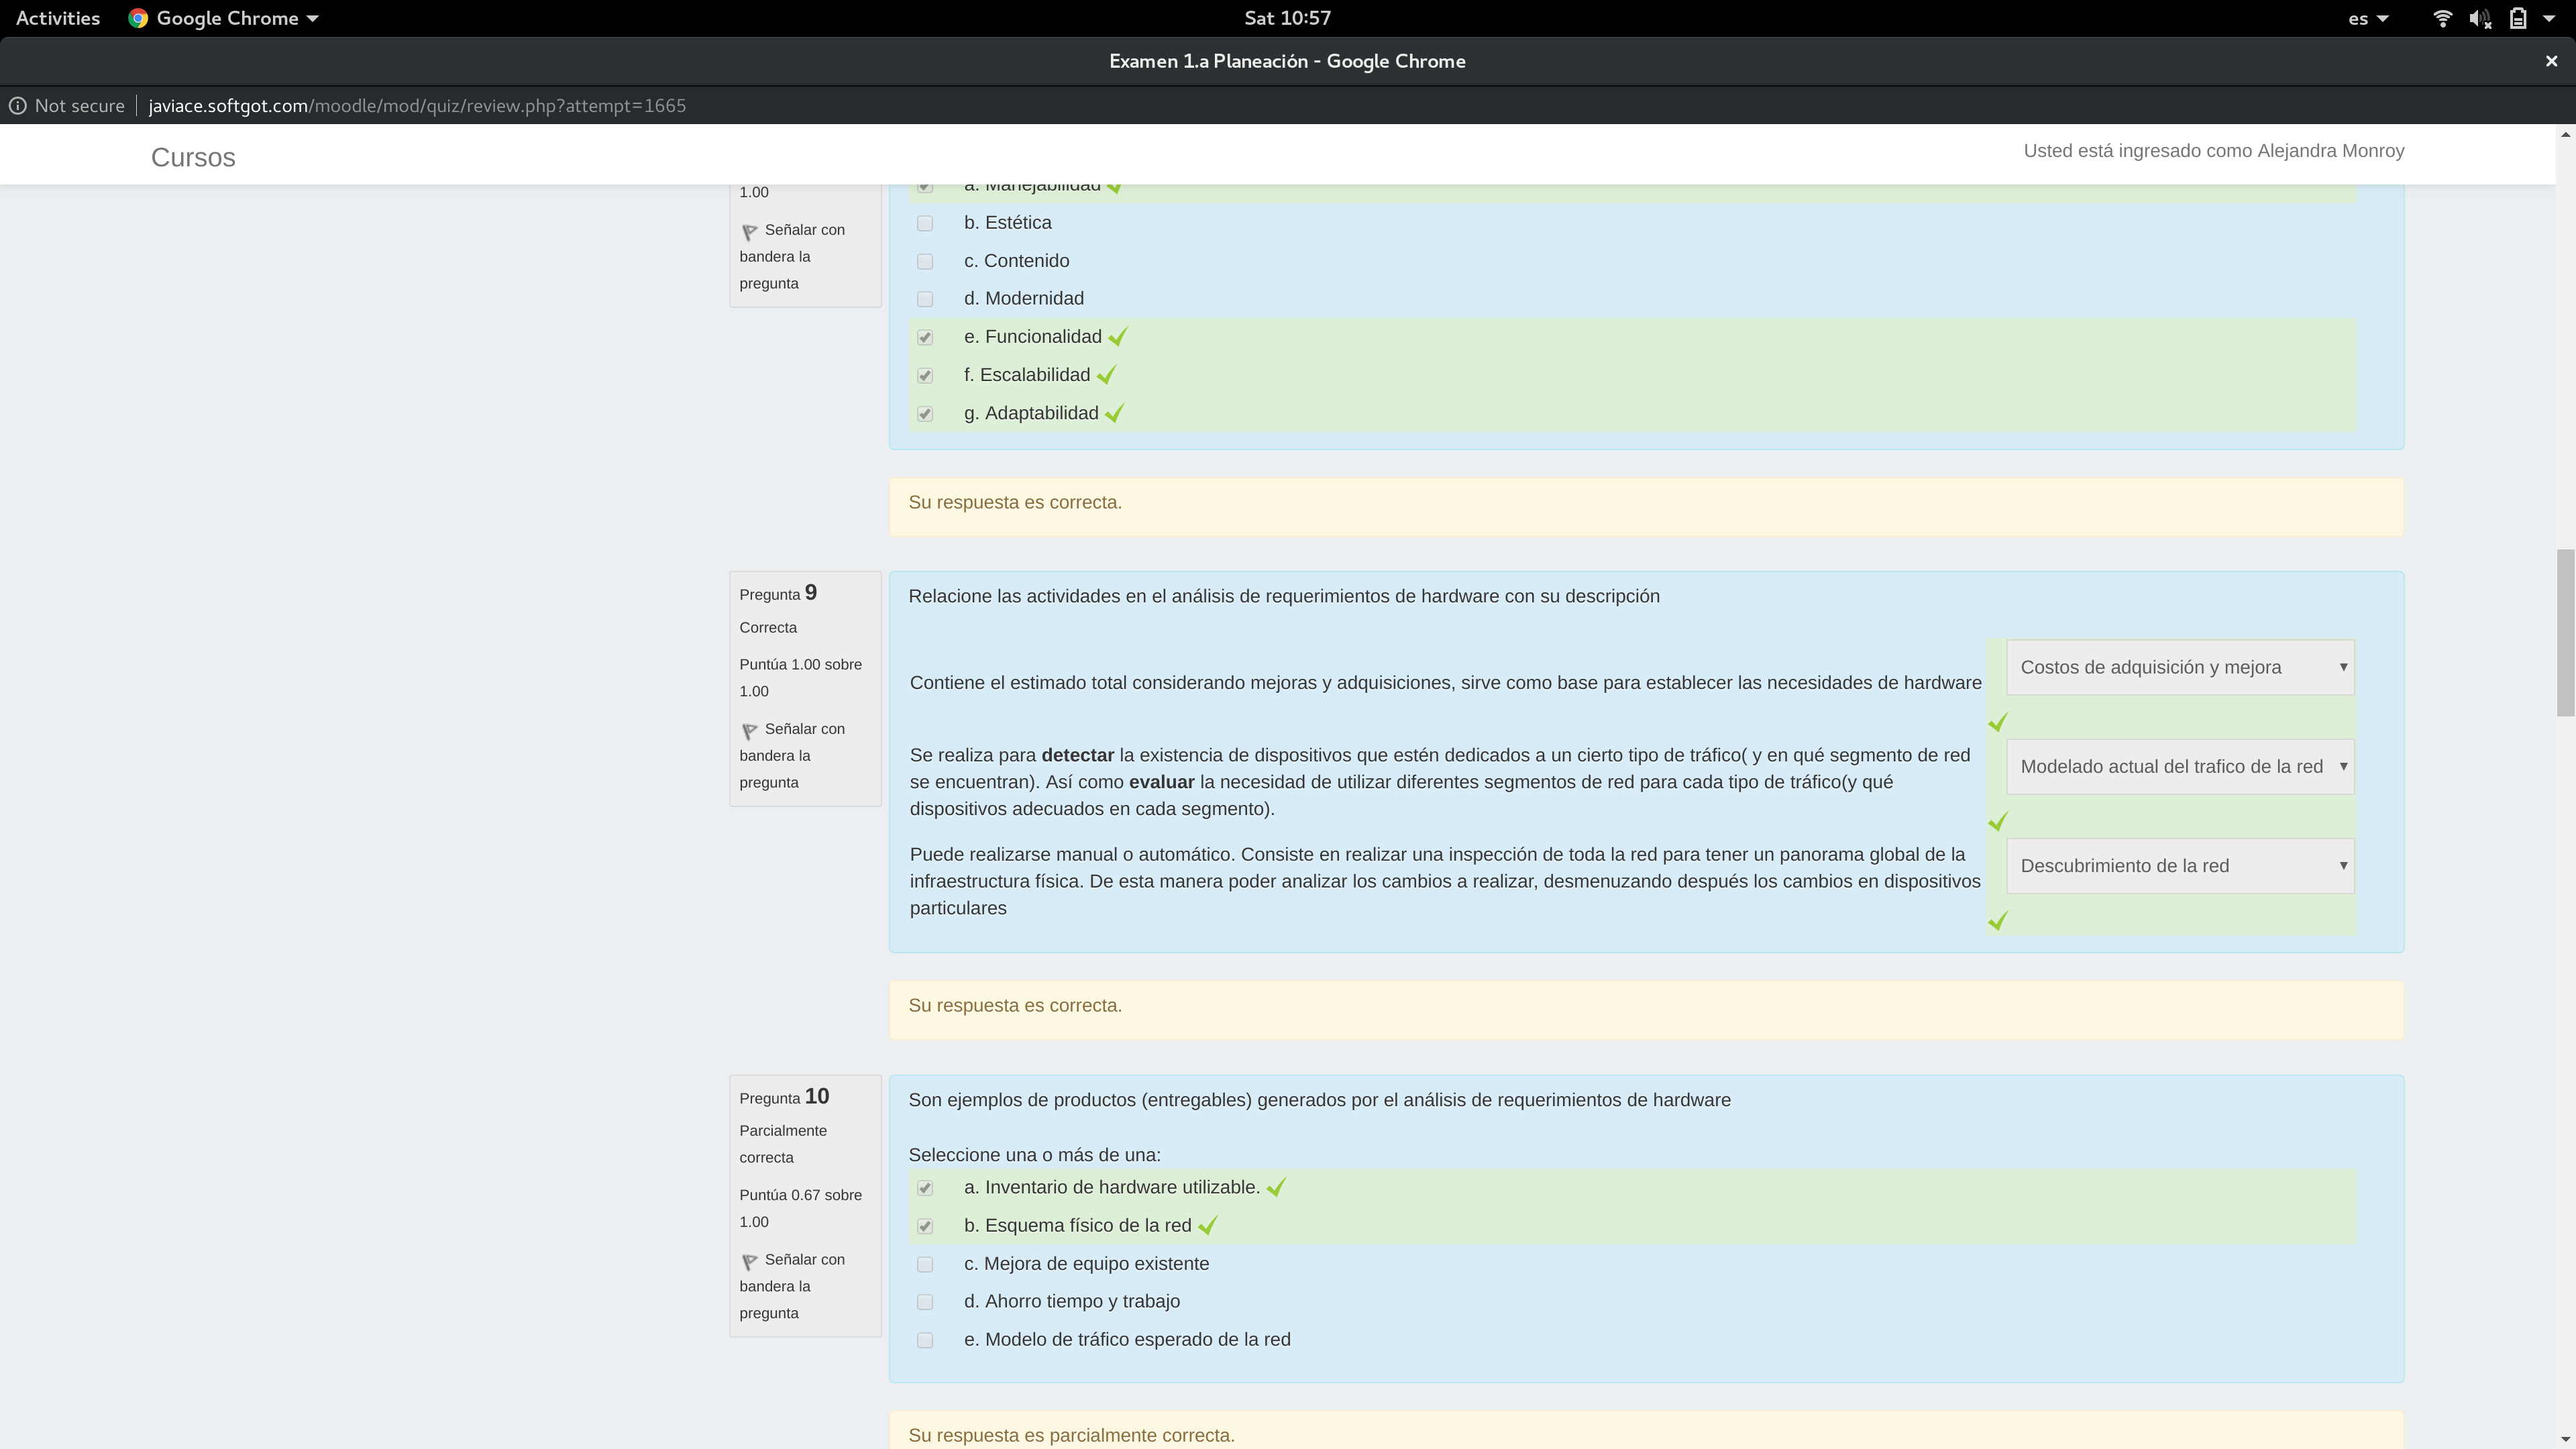 Activities
Google Chrome
Sat 10:57
es
Examen 1.a Planeación - Google Chrome
Not secure
javiace.softgot.com/moodle/mod/quiz/review.php?attempt=1665
Cursos
Usted está ingresado como Alejandra Monroy
1.00
Señalar con
bandera la
pregunta
a. Manejabilidad
b. Estética
c. Contenido
d. Modernidad
e. Funcionalidad
f. Escalabilidad
g. Adaptabilidad
Su respuesta es correcta.
Pregunta 9
Correcta
Puntúa 1.00 sobre
1.00
Señalar con
bandera la
pregunta
Relacione las actividades en el análisis de requerimientos de hardware con su descripción
Contiene el estimado total considerando mejoras y adquisiciones, sirve como base para establecer las necesidades de hardware
Costos de adquisición y mejora
Se realiza para detectar la existencia de dispositivos que estén dedicados a un cierto tipo de tráfico( y en qué segmento de red
se encuentran). Así como evaluar la necesidad de utilizar diferentes segmentos de red para cada tipo de tráfico(y qué
dispositivos adecuados en cada segmento).
Modelado actual del trafico de la red
Puede realizarse manual o automático. Consiste en realizar una inspección de toda la red para tener un panorama global de la
infraestructura física. De esta manera poder analizar los cambios a realizar, desmenuzando después los cambios en dispositivos
particulares
Descubrimiento de la red
Su respuesta es correcta.
Pregunta 10
Parcialmente
correcta
Puntúa 0.67 sobre
1.00
Señalar con
bandera la
pregunta
Son ejemplos de productos (entregables) generados por el análisis de requerimientos de hardware
Seleccione una o más de una:
a. Inventario de hardware utilizable.
b. Esquema físico de la red
c. Mejora de equipo existente
d. Ahorro tiempo y trabajo
e. Modelo de tráfico esperado de la red
Su respuesta es parcialmente correcta.